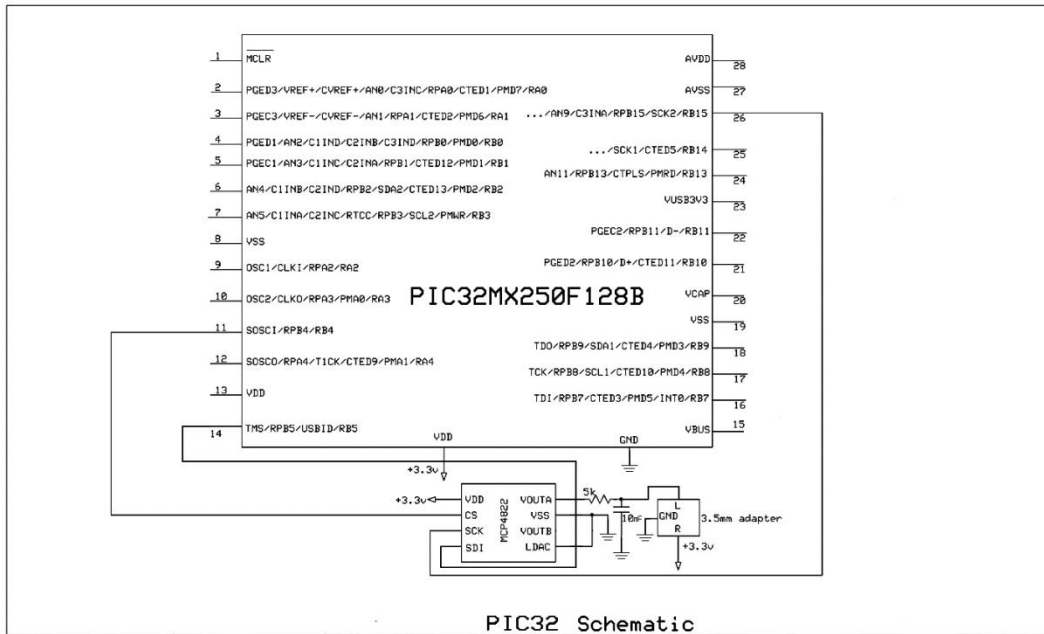 1 MCLR
2 PGED3/VREF+/CVREF+/AN0/C3INC/RPA0/CTED1/PMD7/RA0
3 PGEC3/VREF-/CVREF-/AN1/RPA1/CTED2/PMD6/RA1
4 PGED1/AN2/C1IND/C2INB/C3IND/RPB0/PMD0/RB0
5 PGEC1/AN3/C1INC/C2INA/RPB1/CTED12/PMD1/RB1
6 AN4/C1INB/C2IND/RPB2/SDA2/CTED13/PMD2/RB2
7 AN5/C1INA/C2INC/RTCC/RPB3/SCL2/PMWR/RB3
8 VSS
9 OSC1/CLKI/RPA2/RA2
10 OSC2/CLKO/RPA3/PMA0/RA3
11 SOSCI/RPB4/RB4
12 SOSCO/RPA4/T1CK/CTED9/PMA1/RA4
13 VDD
14 TMS/RPB5/USBID/RB5
PIC32MX250F128B
AVDD 28
AVSS 27
.../AN9/C3INA/RPB15/SCK2/RB15 26
.../SCK1/CTED5/RB14 25
AN11/RPB13/CTPLS/PMRD/RB13 24
VUSB3V3 23
PGEC2/RPB11/D-/RB11 22
PGED2/RPB10/D+/CTED11/RB10 21
VCAP 20
VSS 19
TDO/RPB9/SDA1/CTED4/PMD3/RB9 18
TCK/RPB8/SCL1/CTED10/PMD4/RB8 17
TDI/RPB7/CTED3/PMD5/INT0/RB7 16
VBUS 15
VDD
GND
+3.3v
+3.3v
VDD
CS
SCK
SDI
MCP4822
VOUTA
VSS
VOUTB
LDAC
5k
10nF
L
GND
R
3.5mm adapter
+3.3v
PIC32 Schematic